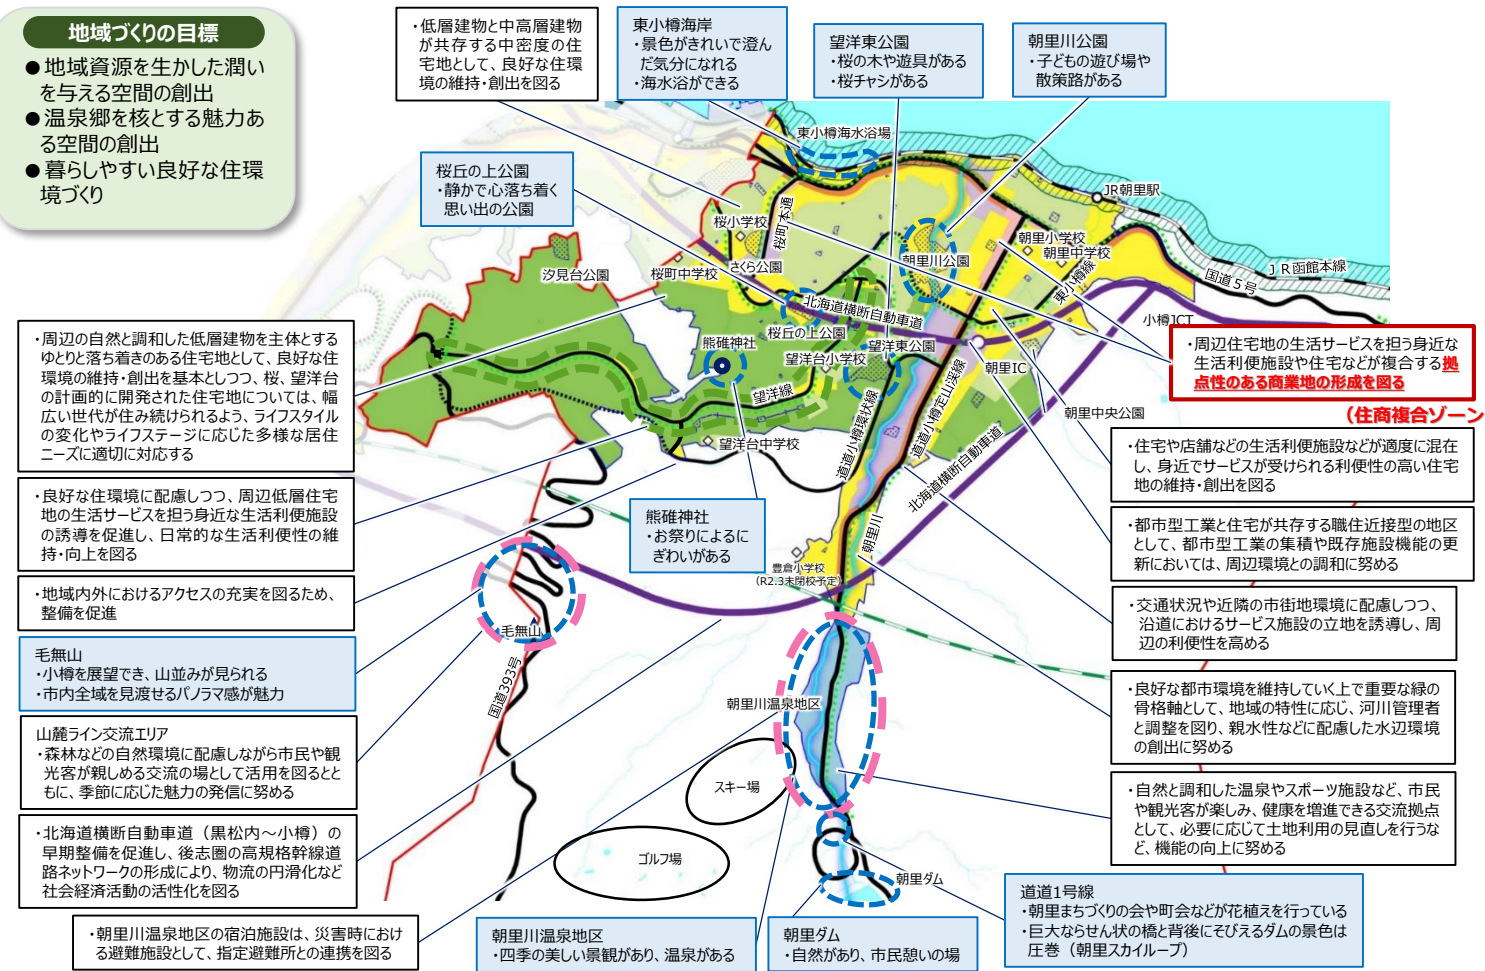 地域づくりの目標
●地域資源を生かした潤い
を与える空間の創出
●温泉郷を核とする魅力あ
る空間の創出
●暮らしやすい良好な住環
境づくり
・低層建物と中高層建物
が共存する中密度の住
宅地として、良好な住環
境の維持・創出を図る
東小樽海岸
・景色がきれいで澄ん
だ気分になれる
・海水浴ができる
望洋東公園
・桜の木や遊具がある
・桜チャシがある
朝里川公園
・子どもの遊び場や
散策路がある
桜丘の上公園
・静かで心落ち着く
思い出の公園
東小樽海水浴場
JR朝里駅
桜小学校
桜町本通
朝里小学校
朝里中学校
さくら公園
朝里川公園
東小樽線
国道5号
JR函館本線
汐見台公園
桜町中学校
北海道横断自動車道
小樽JCT
桜丘の上公園
熊碓神社
望洋台小学校
望洋東公園
朝里IC
望洋線
道道小樽環状線
道道小樽定山渓線
朝里中央公園
望洋台中学校
北海道横断自動車道
朝里川
豊倉小学校
(R2.3末閉校予定)
毛無山
国道393号
朝里川温泉地区
スキー場
ゴルフ場
朝里ダム
・周辺の自然と調和した低層建物を主体とする
ゆとりと落ち着きのある住宅地として、良好な住
環境の維持・創出を基本としつつ、桜、望洋台
の計画的に開発された住宅地については、幅
広い世代が住み続けられるよう、ライフスタイル
の変化やライフステージに応じた多様な居住
ニーズに適切に対応する
・良好な住環境に配慮しつつ、周辺低層住宅
地の生活サービスを担う身近な生活利便施設
の誘導を促進し、日常的な生活利便性の維
持・向上を図る
・地域内外におけるアクセスの充実を図るため、
整備を促進
毛無山
・小樽を展望でき、山並みが見られる
・市内全域を見渡せるパノラマ感が魅力
山麓ライン交流エリア
・森林などの自然環境に配慮しながら市民や観
光客が親しめる交流の場として活用を図るとと
もに、季節に応じた魅力の発信に努める
・北海道横断自動車道（黒松内～小樽）の
早期整備を促進し、後志圏の高規格幹線道
路ネットワークの形成により、物流の円滑化など
社会経済活動の活性化を図る
・朝里川温泉地区の宿泊施設は、災害時におけ
る避難施設として、指定避難所との連携を図る
熊碓神社
・お祭りによるに
ぎわいがある
・周辺住宅地の生活サービスを担う身近な
生活利便施設や住宅などが複合する拠
点性のある商業地の形成を図る
（住商複合ゾーン
・住宅や店舗などの生活利便施設などが適度に混在
し、身近でサービスが受けられる利便性の高い住宅
地の維持・創出を図る
・都市型工業と住宅が共存する職住近接型の地区
として、都市型工業の集積や既存施設機能の更
新においては、周辺環境との調和に努める
・交通状況や近隣の市街地環境に配慮しつつ、
沿道におけるサービス施設の立地を誘導し、周
辺の利便性を高める
・良好な都市環境を維持していく上で重要な緑の
骨格軸として、地域の特性に応じ、河川管理者
と調整を図り、親水性などに配慮した水辺環境
の創出に努める
・自然と調和した温泉やスポーツ施設など、市民
や観光客が楽しみ、健康を増進できる交流拠点
として、必要に応じて土地利用の見直しを行うな
ど、機能の向上に努める
朝里川温泉地区
・四季の美しい景観があり、温泉がある
朝里ダム
・自然があり、市民憩いの場
道道1号線
・朝里まちづくりの会や町会などが花植えを行っている
・巨大ならせん状の橋と背後にそびえるダムの景色は
圧巻（朝里スカイループ）